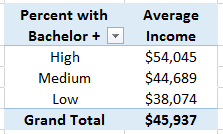 Percent with Average
Bachelor + Income
High $54,045
Medium $44,689
Low $38,074
Grand Total $45,937